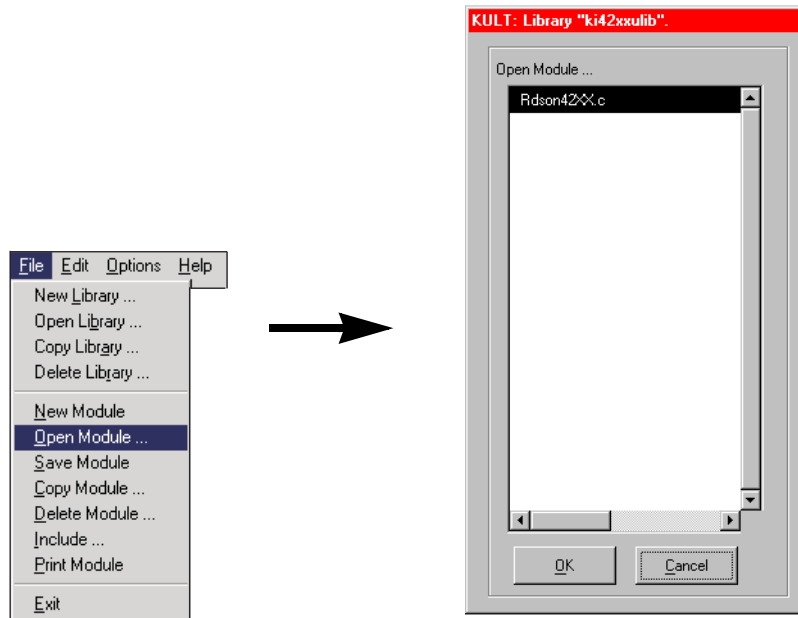 File Edit Options Help
New Library ...
Open Library ...
Copy Library ...
Delete Library ...
New Module
Open Module ...
Save Module
Copy Module ...
Delete Module ...
Include ...
Print Module
Exit
KULT: Library "ki42xxulib".
Open Module ...
Rdson42XX.c
OK Cancel